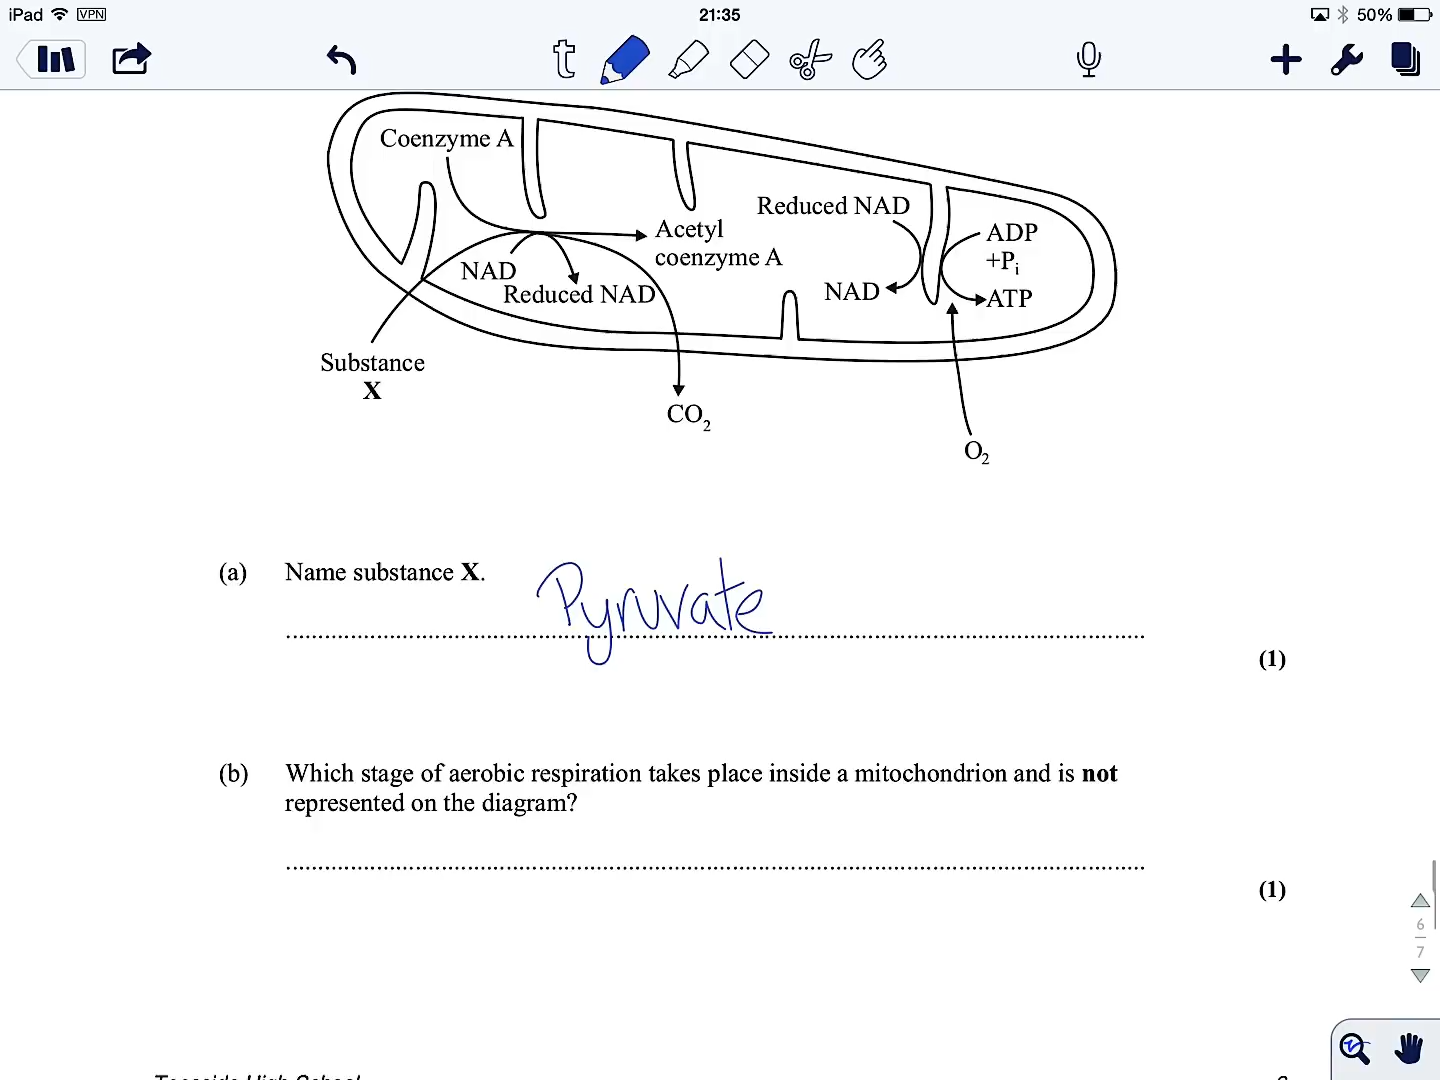 iPad VPN 21:35 50%
t
Coenzyme A
Reduced NAD
Acetyl
coenzyme A
ADP
+Pi
NAD
Reduced NAD
NAD
ATP
Substance
X
CO2
O2
(a) Name substance X.
Pyruvate
(1)
(b) Which stage of aerobic respiration takes place inside a mitochondrion and is not
represented on the diagram?
(1)
6
7